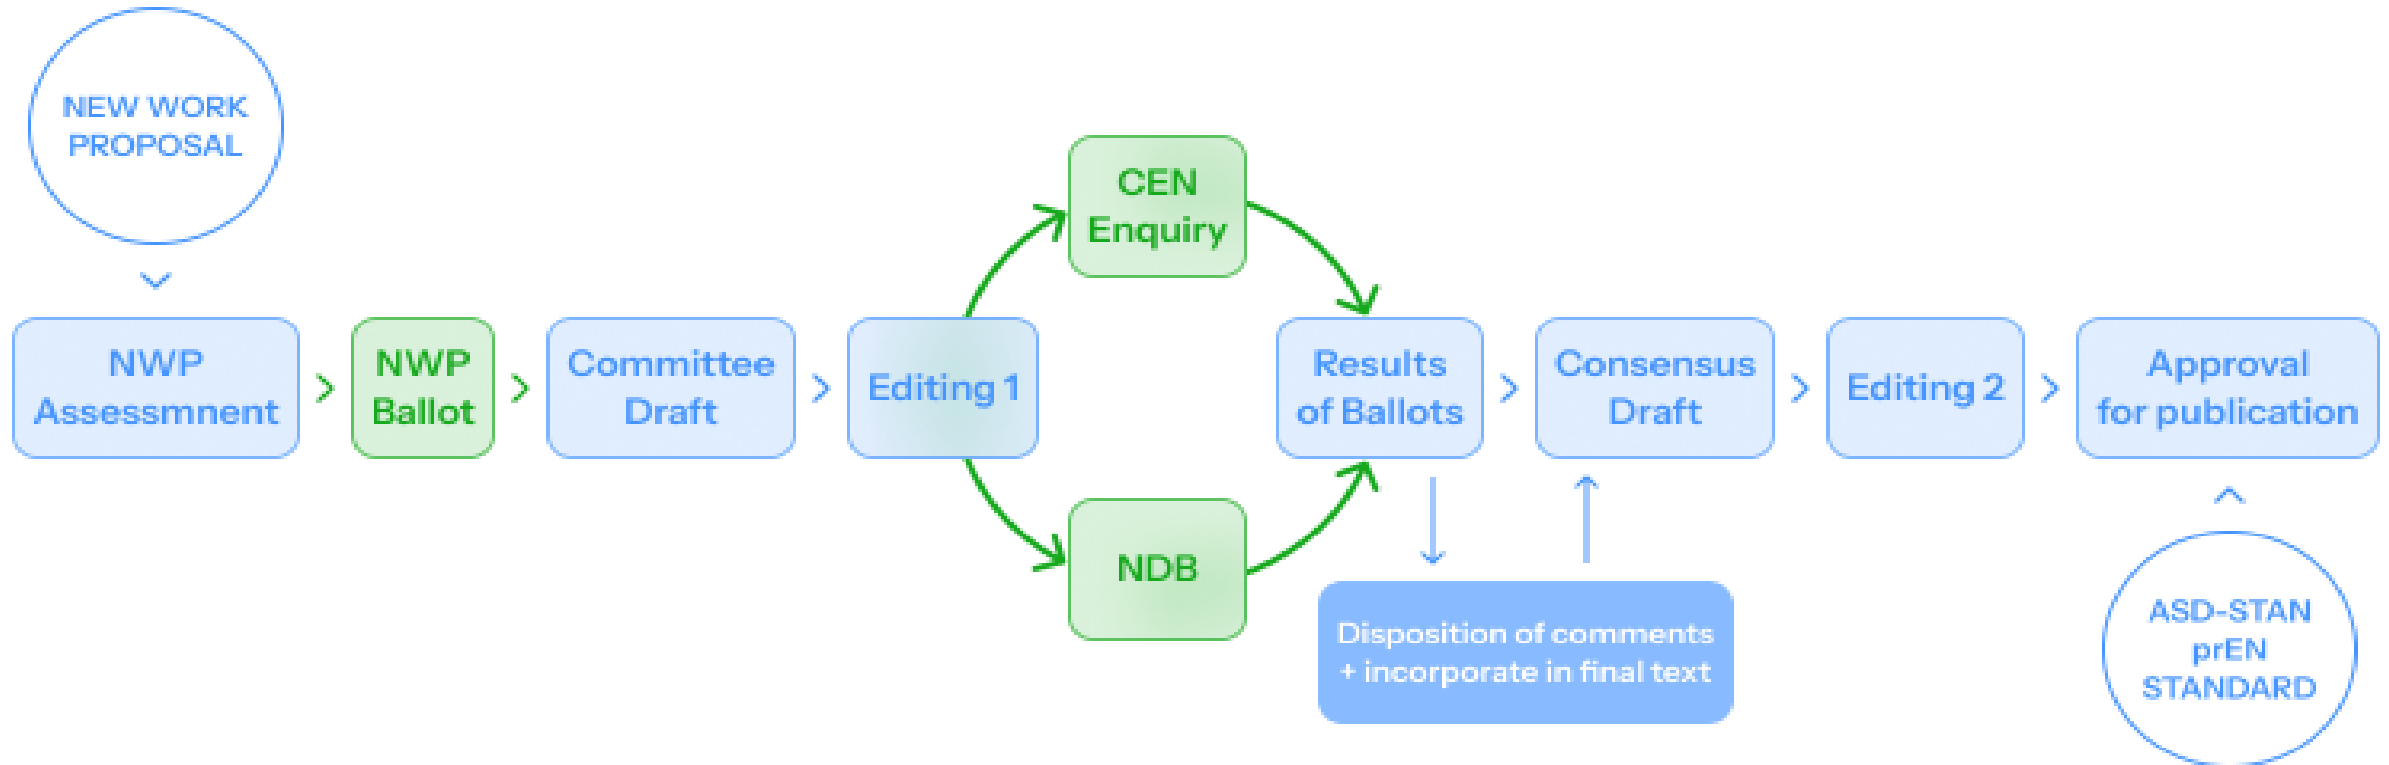 NEW WORK
PROPOSAL
NWP
Assessmnent
NWP
Ballot
Committee
Draft
Editing 1
CEN
Enquiry
NDB
Results
of Ballots
Disposition of comments
+ incorporate in final text
Consensus
Draft
Editing 2
Approval
for publication
ASD-STAN
prEN
STANDARD